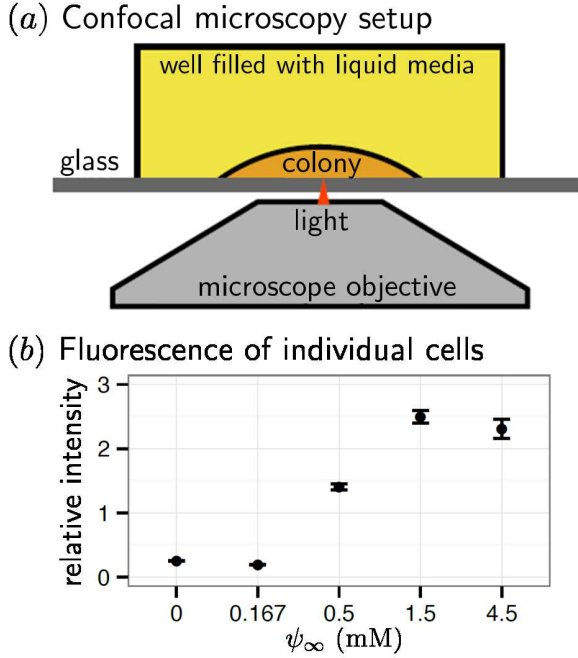 (a) Confocal microscopy setup
well filled with liquid media
glass
colony
light
microscope objective
(b) Fluorescence of individual cells
relative intensity
3
2
1
0
0 0.167 0.5 1.5 4.5
ψ∞ (mM)